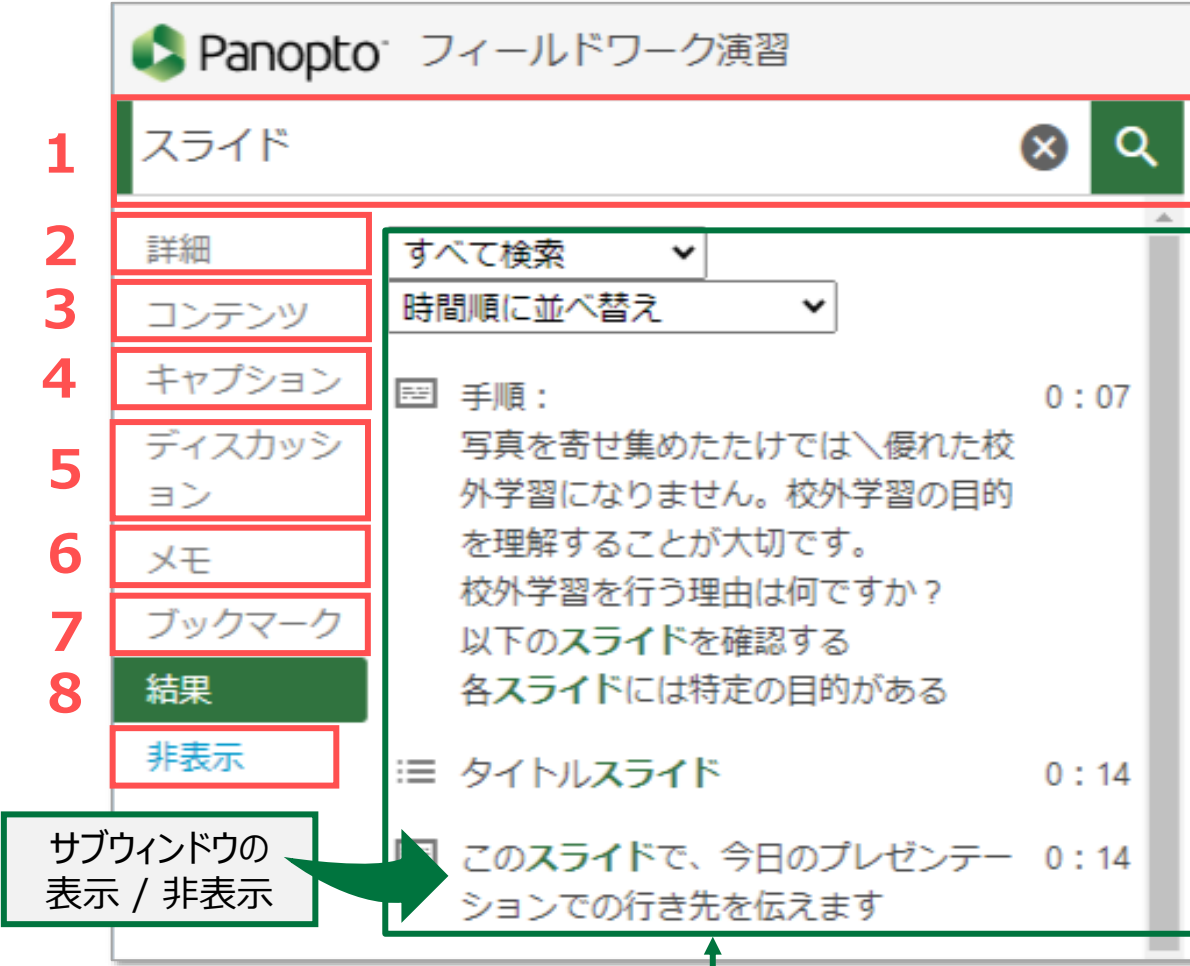 Panopto フィールドワーク演習
1
スライド
2
詳細
3
コンテンツ
4
キャプション
5
ディスカッシ
ョン
6
メモ
7
ブックマーク
8
結果
非表示
サブウィンドウの
表示 / 非表示
すべて検索
時間順に並べ替え
手順： 0：07
写真を寄せ集めたたけでは＼優れた校
外学習になりません。校外学習の目的
を理解することが大切です。
校外学習を行う理由は何ですか？
以下のスライドを確認する
各スライドには特定の目的がある
タイトルスライド 0：14
このスライドで、今日のプレゼンテー 0：14
ションでの行き先を伝えます